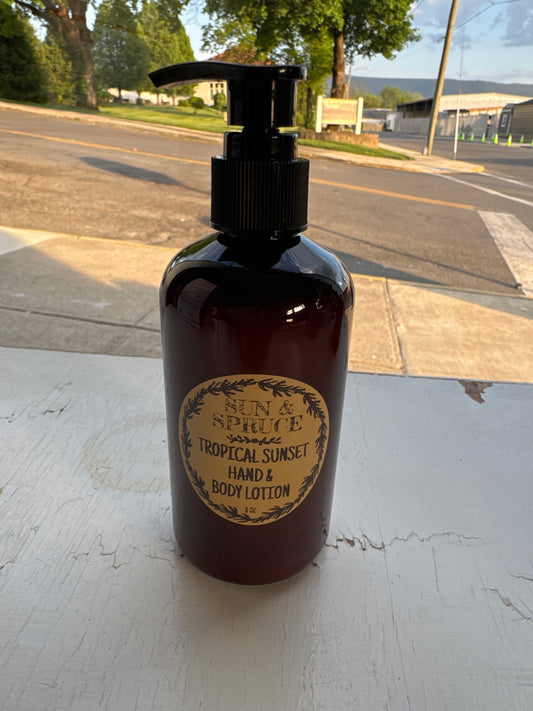 SUN &
SPRUCE
TROPICAL SUNSET
HAND &
BODY LOTION
8 OZ